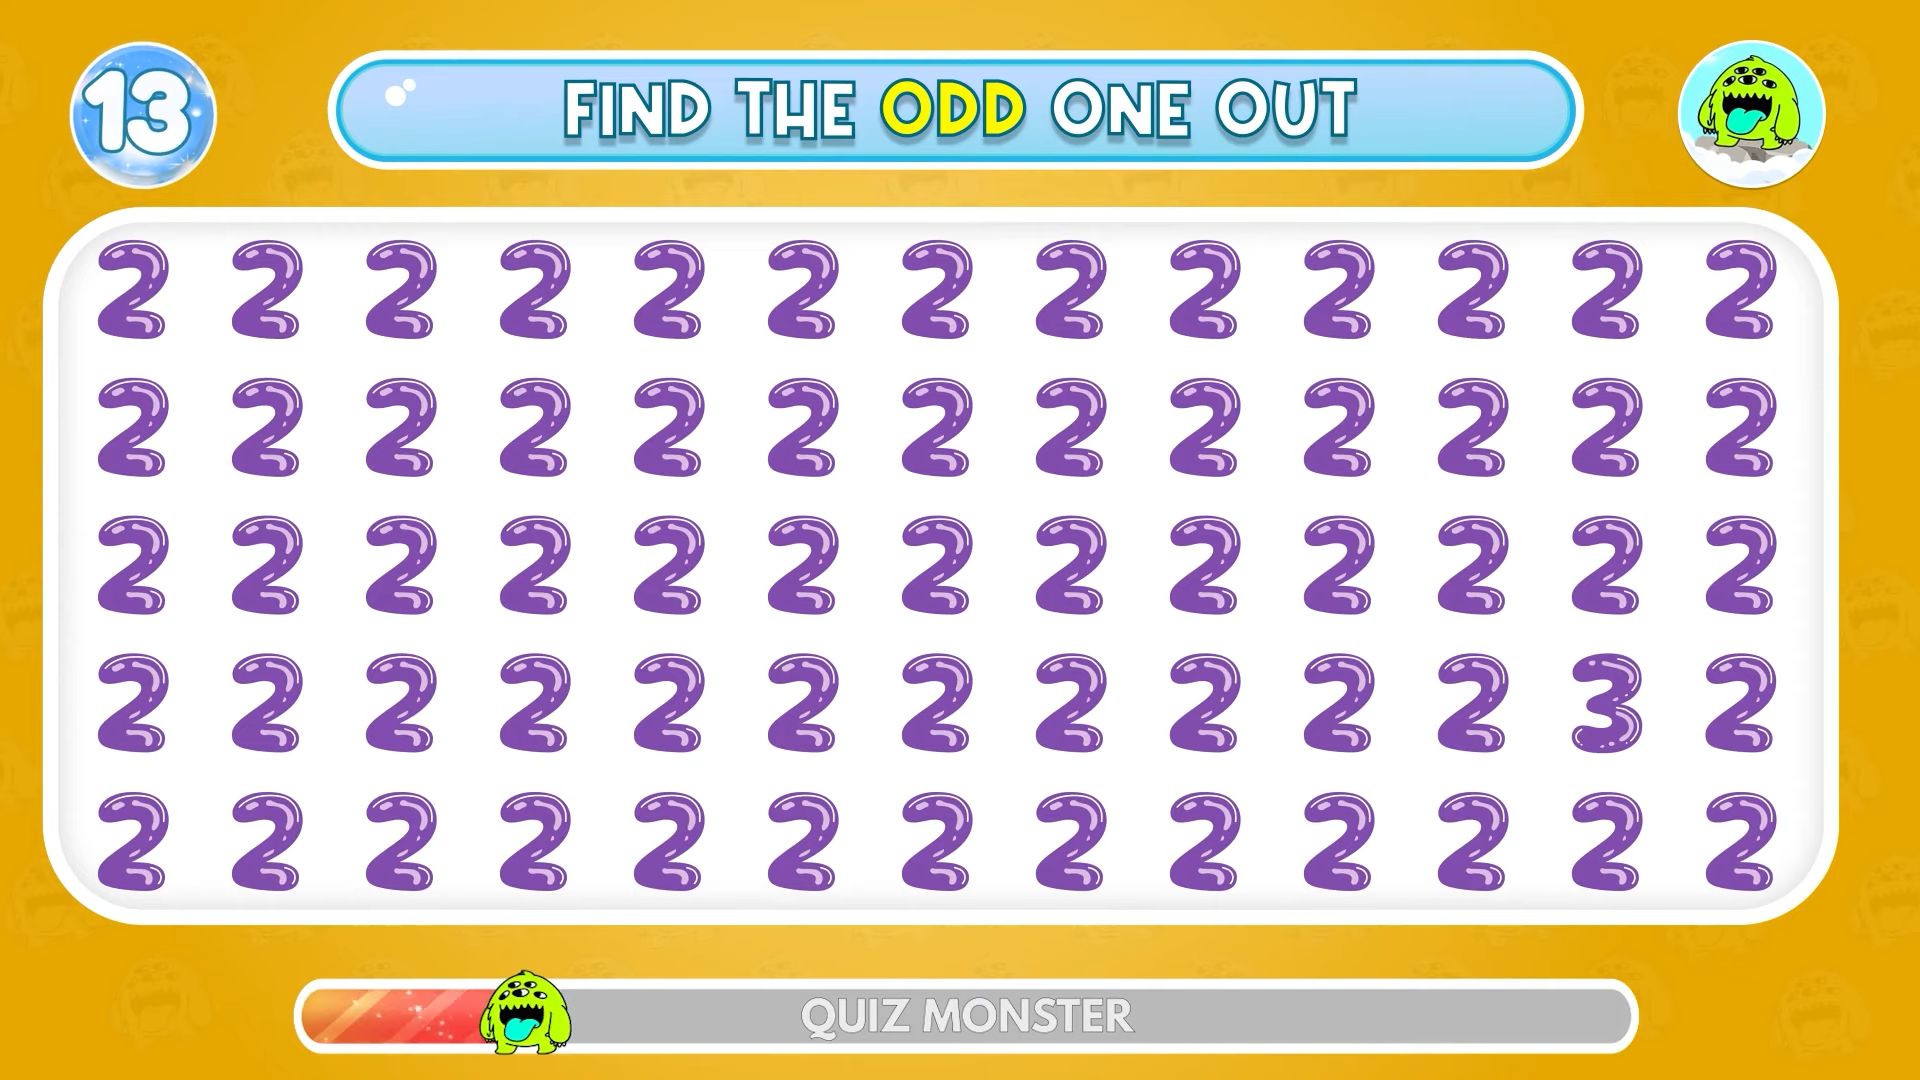 13
FIND THE ODD ONE OUT
2 2 2 2 2 2 2 2 2 2 2 2 2
2 2 2 2 2 2 2 2 2 2 2 2 2
2 2 2 2 2 2 2 2 2 2 2 2 2
2 2 2 2 2 2 2 2 2 2 2 3 2
2 2 2 2 2 2 2 2 2 2 2 2 2
QUIZ MONSTER